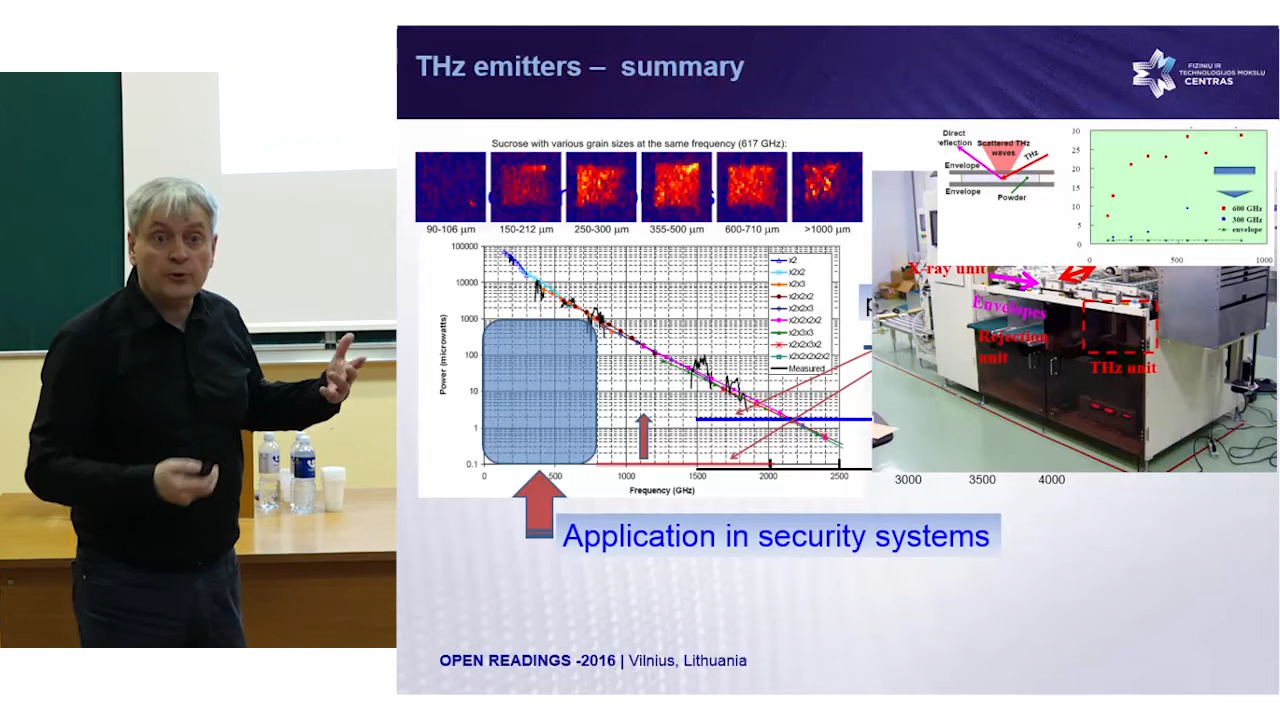 THz emitters – summary
FIZINIŲ IR
TECHNOLOGIJOS MOKSLŲ
CENTRAS
Sucrose with various grain sizes at the same frequency (617 GHz):
90-106 µm
150-212 µm
250-300 µm
355-500 µm
600-710 µm
>1000 µm
Direct
reflection
Scattered THz
waves
THz
Envelope
Envelope
Powder
30
25
20
15
10
5
0
0
500
1000
600 GHz
300 GHz
envelope
Power (microwatts)
100000
10000
1000
100
10
1
0.1
0
500
1000
1500
2000
2500
Frequency (GHz)
x2
x2x2
x2x3
x2x2x2
x2x2x3
x2x2x2x2
x2x3x3
x2x2x3x2
x2x2x2x2x2
Measured
X-ray unit
Envelopes
Rejection
unit
THz unit
3000
3500
4000
Application in security systems
OPEN READINGS -2016 | Vilnius, Lithuania